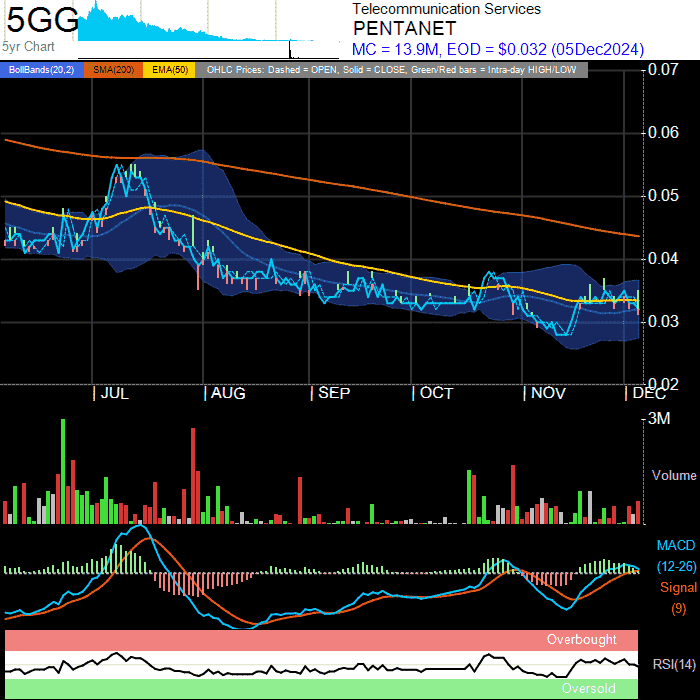 5GG
5yr Chart
Telecommunication Services
PENTANET
MC = 13.9M, EOD = $0.032 (05Dec2024)
BollBands(20,2) SMA(200) EMA(50) OHLC Prices: Dashed = OPEN, Solid = CLOSE, Green/Red bars = Intra-day HIGH/LOW
0.07
0.06
0.05
0.04
0.03
0.02
JUL AUG SEP OCT NOV DEC
3M
Volume
MACD
(12-26)
Signal
(9)
Overbought
RSI(14)
Oversold